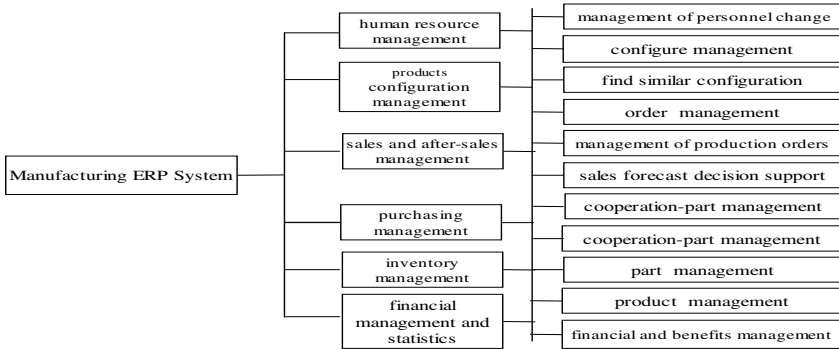 Manufacturing ERP System
human resource
management
products
configuration
management
sales and after-sales
management
purchasing
management
inventory
management
financial
management and
statistics
management of personnel change
configure management
find similar configuration
order management
management of production orders
sales forecast decision support
cooperation-part management
cooperation-part management
part management
product management
financial and benefits management